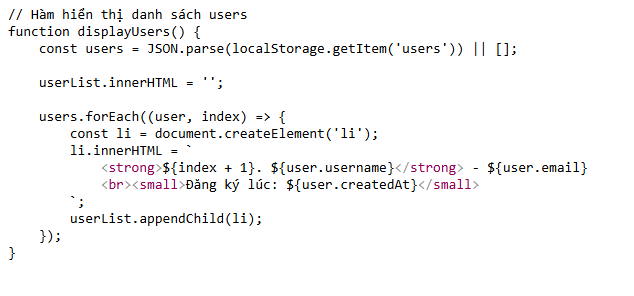 // Hàm hiển thị danh sách users
function displayUsers() {
    const users = JSON.parse(localStorage.getItem('users')) || [];

    userList.innerHTML = '';

    users.forEach((user, index) => {
        const li = document.createElement('li');
        li.innerHTML = `
            <strong>${index + 1}. ${user.username}</strong> - ${user.email}
            <br><small>Đăng ký lúc: ${user.createdAt}</small>
        `;
        userList.appendChild(li);
    });
}